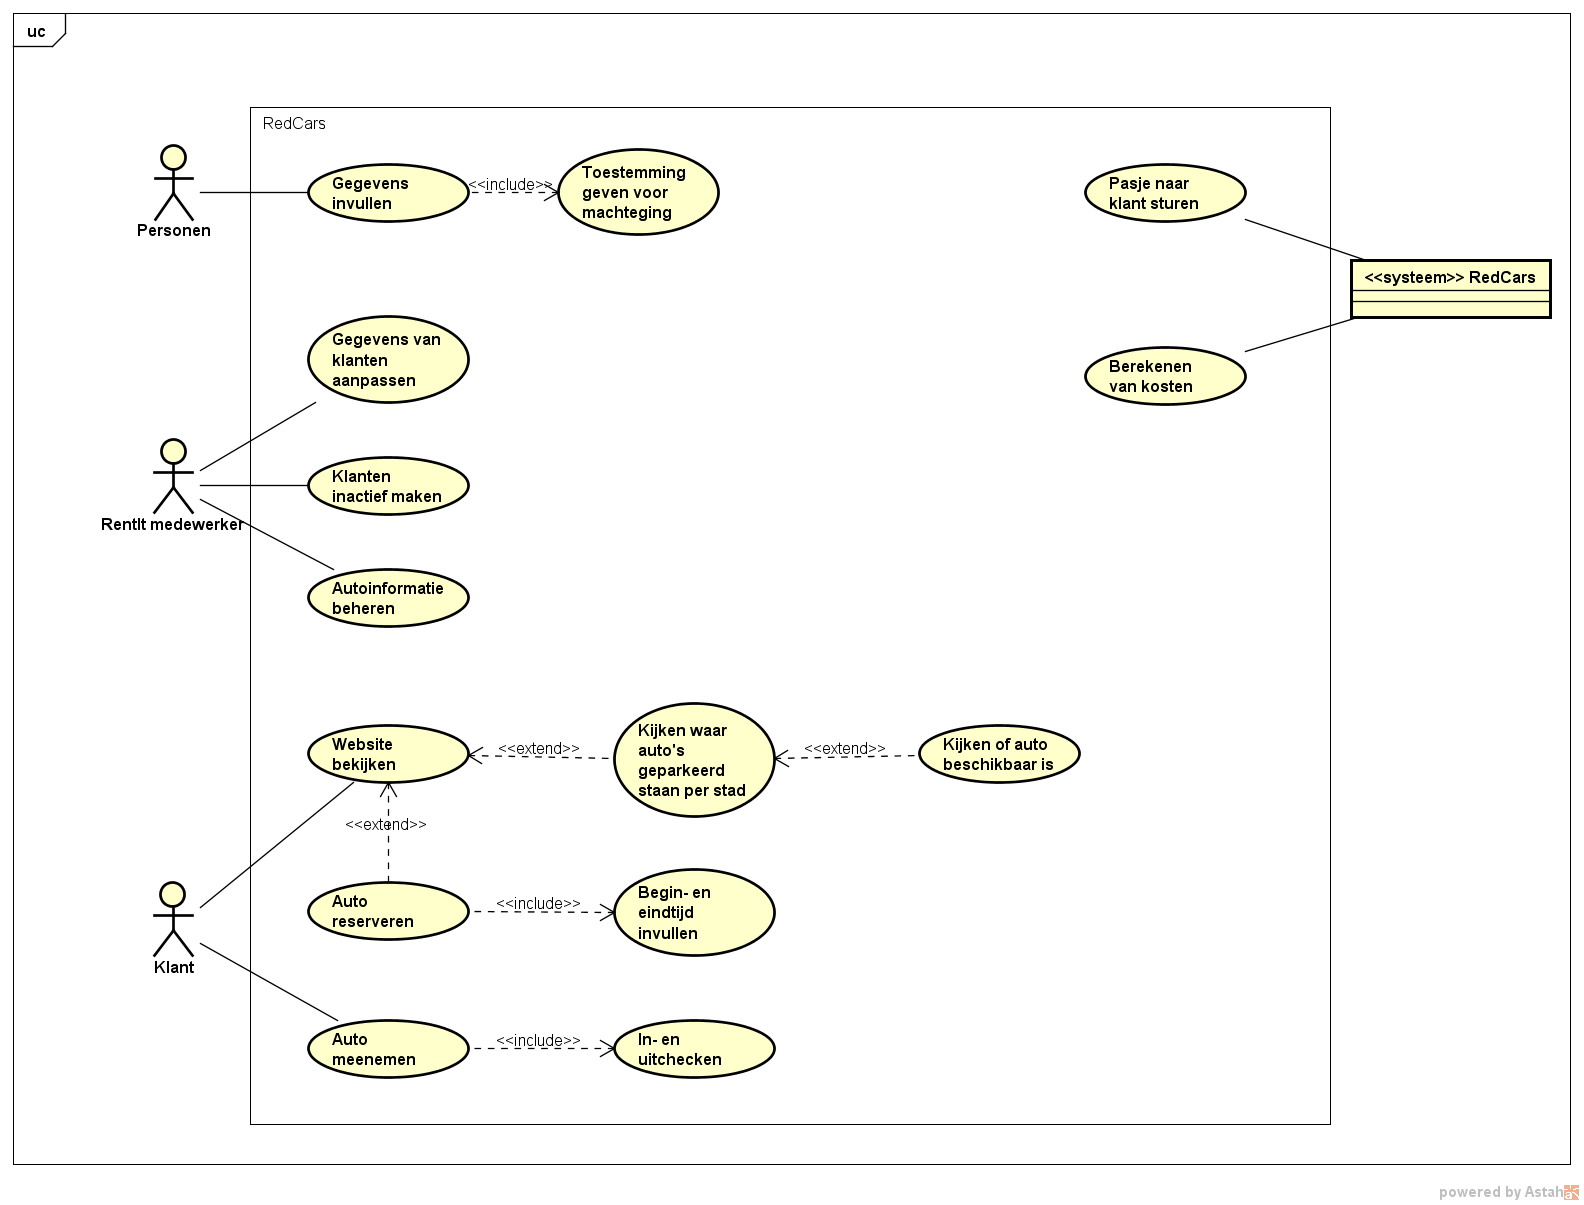 uc
RedCars
Personen
Gegevens
invullen
<<include>>
Toestemming
geven voor
machteging
Pasje naar
klant sturen
<<systeem>> RedCars
Berekenen
van kosten
Gegevens van
klanten
aanpassen
RentIt medewerker
Klanten
inactief maken
Autoinformatie
beheren
Website
bekijken
<<extend>>
Kijken waar
auto's
geparkeerd
staan per stad
<<extend>>
Kijken of auto
beschikbaar is
<<extend>>
Klant
Auto
reserveren
<<include>>
Begin- en
eindtijd
invullen
Auto
meenemen
<<include>>
In- en
uitchecken
powered by Astah